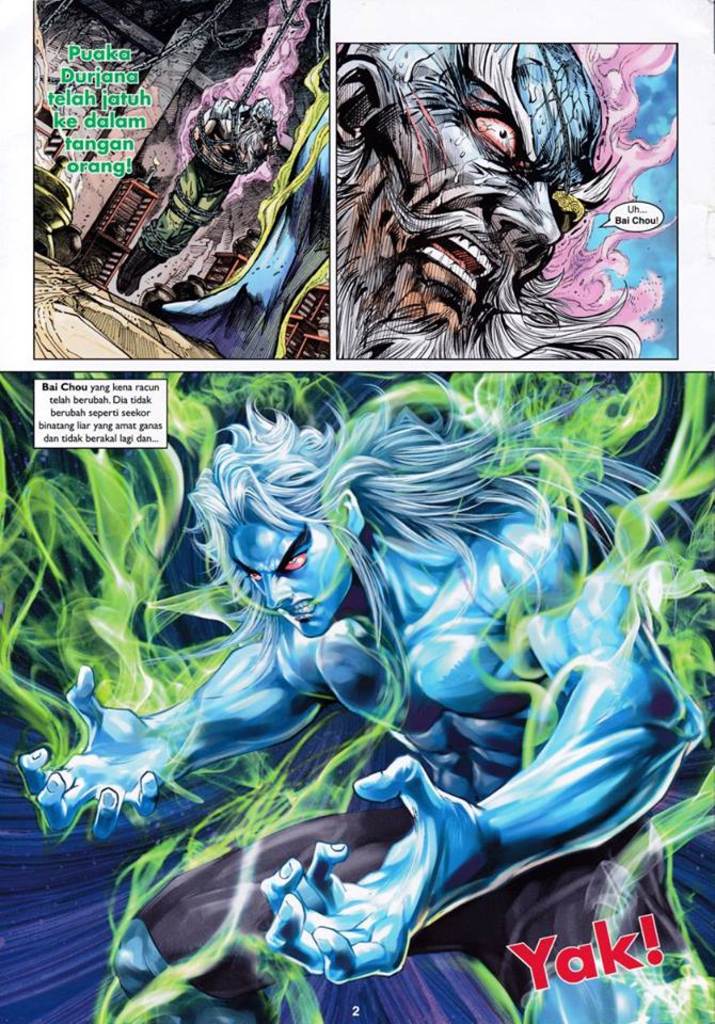 Puaka
Durjana
telah jatuh
ke dalam
tangan
orang!
Uh...
Bai Chou!
Bai Chou yang kena racun
telah berubah. Dia tidak
berubah seperti seekor
binatang liar yang amat ganas
dan tidak berakal lagi dan...
Yak!
2